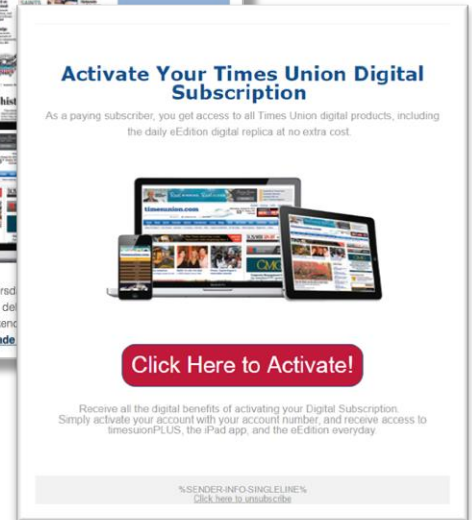 Activate Your Times Union Digital
Subscription
As a paying subscriber, you get access to all Times Union digital products, including
the daily eEdition digital replica at no extra cost.
timesunion.com
Click Here to Activate!
Receive all the digital benefits of activating your Digital Subscription.
Simply activate your account with your account number, and receive access to
timesuionPLUS, the iPad app, and the eEdition everyday
%SENDER-INFO-SINGLELINE%
Click here to unsubscribe